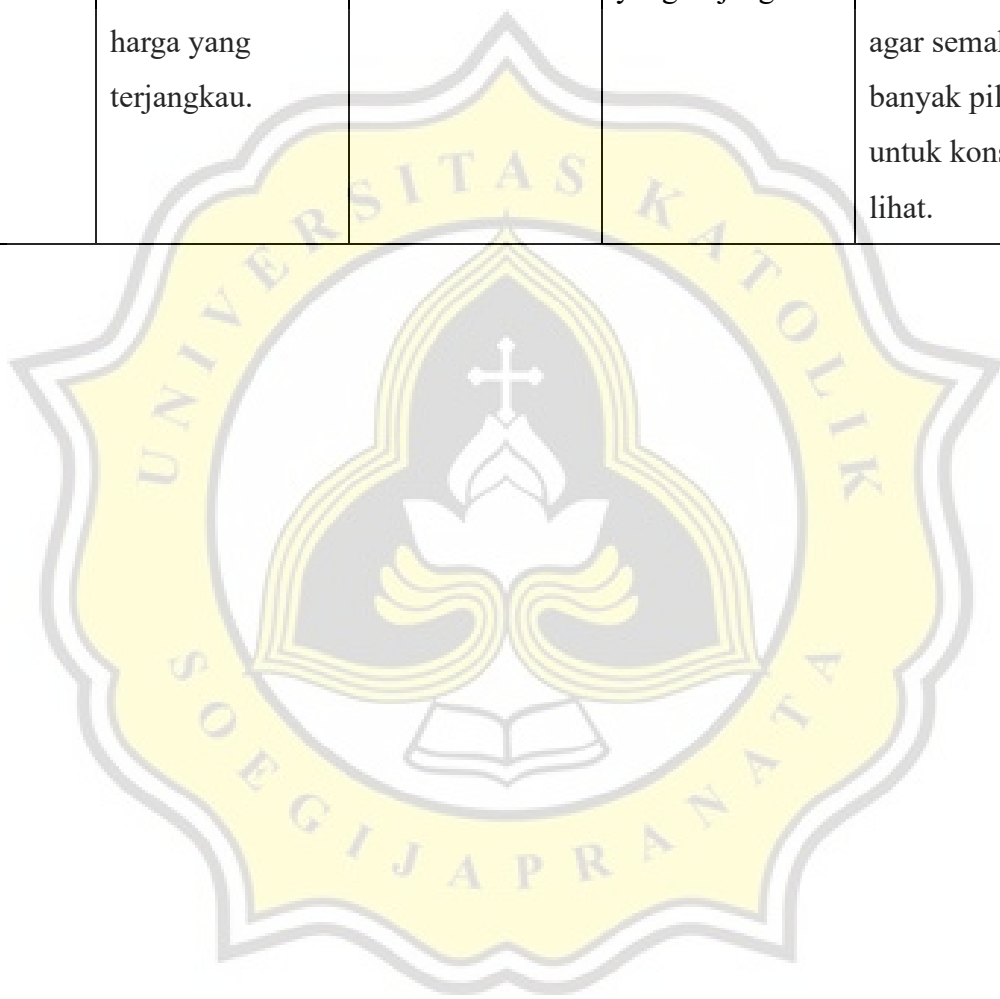 harga yang
terjangkau.
agar
banyak
untuk
lihat.
UNIVERSITAS KATOLIK
SOEGIJAPRANATA